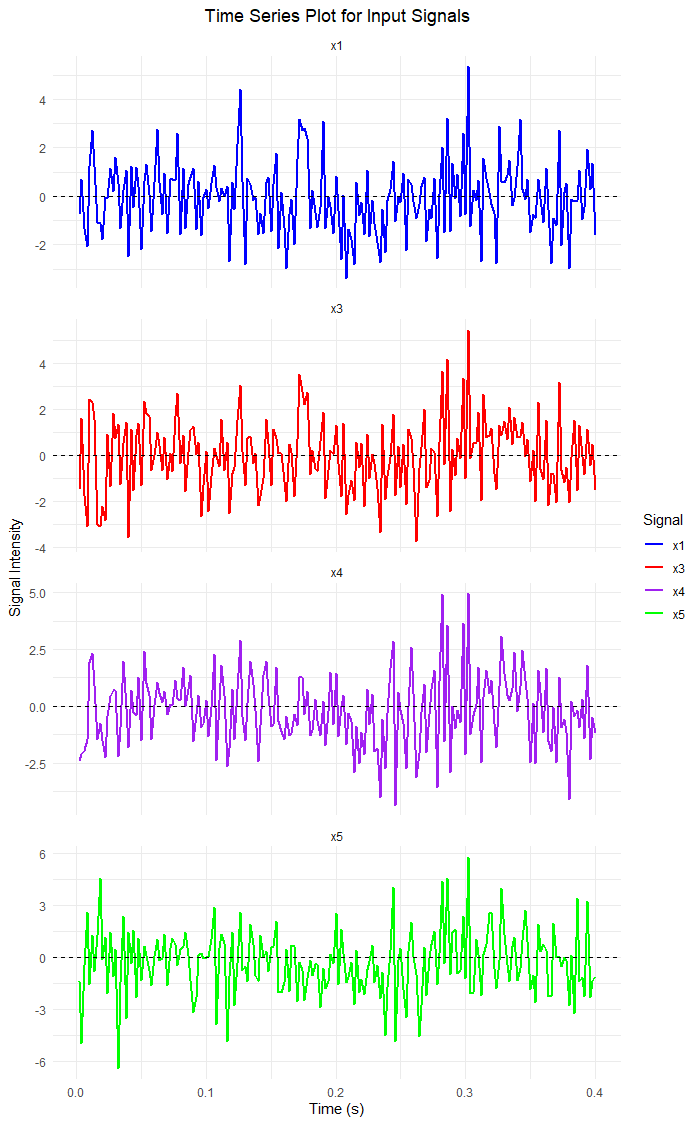 Time Series Plot for Input Signals
x1
4
2
0
-2
x3
4
2
0
-2
-4
x4
5.0
2.5
0.0
-2.5
x5
6
3
0
-3
-6
0.0 0.1 0.2 0.3 0.4
Time (s)
Signal Intensity
Signal
x1
x3
x4
x5